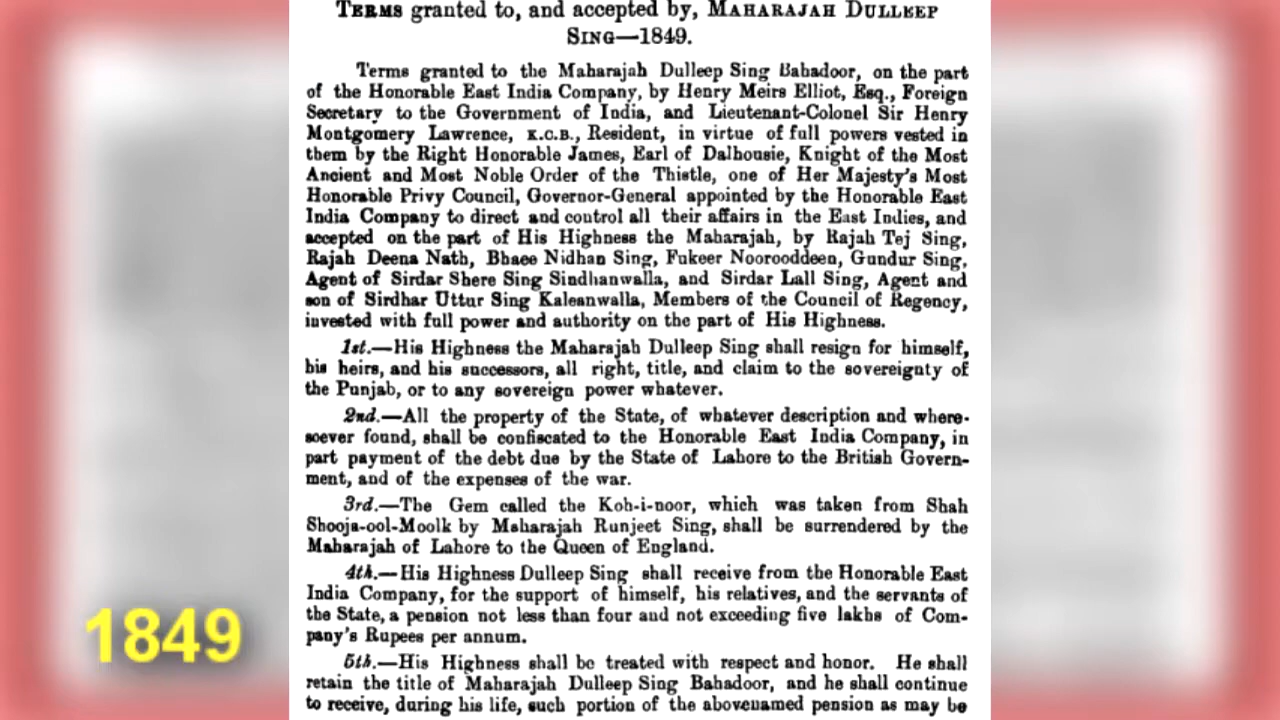 TERMS granted to, and accepted by, MAHARAJAH DULLEEP
SING—1849.
Terms granted to the Maharajah Dulleep Sing Bahadoor, on the part
of the Honorable East India Company, by Henry Meirs Elliot, Esq., Foreign
Secretary to the Government of India, and Lieutenant-Colonel Sir Henry
Montgomery Lawrence, K.C.B., Resident, in virtue of full powers vested in
them by the Right Honorable James, Earl of Dalhousie, Knight of the Most
Ancient and Most Noble Order of the Thistle, one of Her Majesty's Most
Honorable Privy Council, Governor-General appointed by the Honorable East
India Company to direct and control all their affairs in the East Indies, and
accepted on the part of His Highness the Maharajah, by Rajah Tej Sing,
Rajah Deena Nath, Bhaee Nidhan Sing, Fukeer Noorooddeen, Gundur Sing,
Agent of Sirdar Shere Sing Sindhanwalla, and Sirdar Lall Sing, Agent and
son of Sirdhar Uttur Sing Kaleanwalla, Members of the Council of Regency,
invested with full power and authority on the part of His Highness.
1st.—His Highness the Maharajah Dulleep Sing shall resign for himself,
his heirs, and his successors, all right, title, and claim to the sovereignty of
the Punjab, or to any sovereign power whatever.
2nd.—All the property of the State, of whatever description and where-
soever found, shall be confiscated to the Honorable East India Company, in
part payment of the debt due by the State of Lahore to the British Govern-
ment, and of the expenses of the war.
3rd.—The Gem called the Koh-i-noor, which was taken from Shah
Shooja-ool-Moolk by Maharajah Runjeet Sing, shall be surrendered by the
Maharajah of Lahore to the Queen of England.
4th.—His Highness Dulleep Sing shall receive from the Honorable East
India Company, for the support of himself, his relatives, and the servants of
the State, a pension not less than four and not exceeding five lakhs of Com-
pany's Rupees per annum.
5th.—His Highness shall be treated with respect and honor. He shall
retain the title of Maharajah Dulleep Sing Bahadoor, and he shall continue
to receive, during his life, such portion of the abovenamed pension as may be
1849